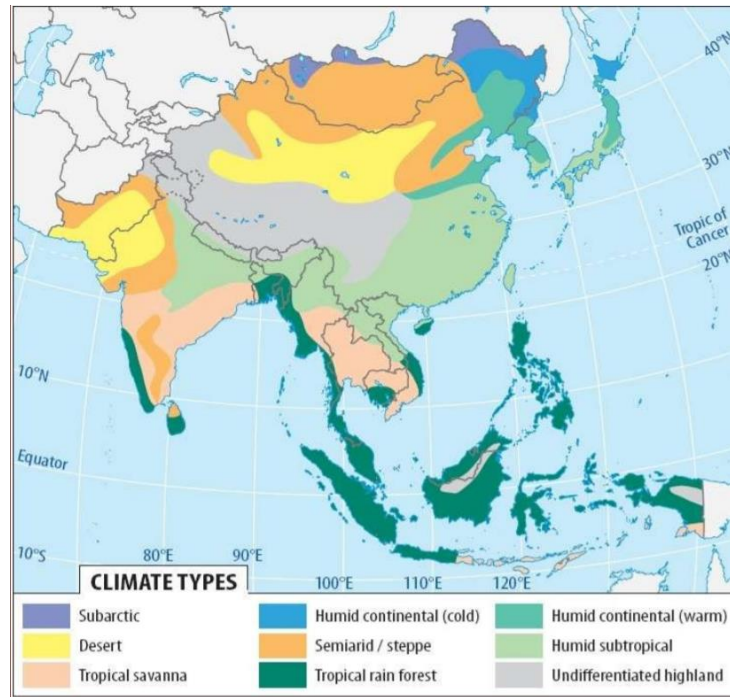 40°N
30°N
Tropic of
Cancer
20°N
10°N
Equator
10°S
80°E
90°E
100°E
110°E
120°E
CLIMATE TYPES
Subarctic
Humid continental (cold)
Humid continental (warm)
Desert
Semiarid / steppe
Humid subtropical
Tropical savanna
Tropical rain forest
Undifferentiated highland